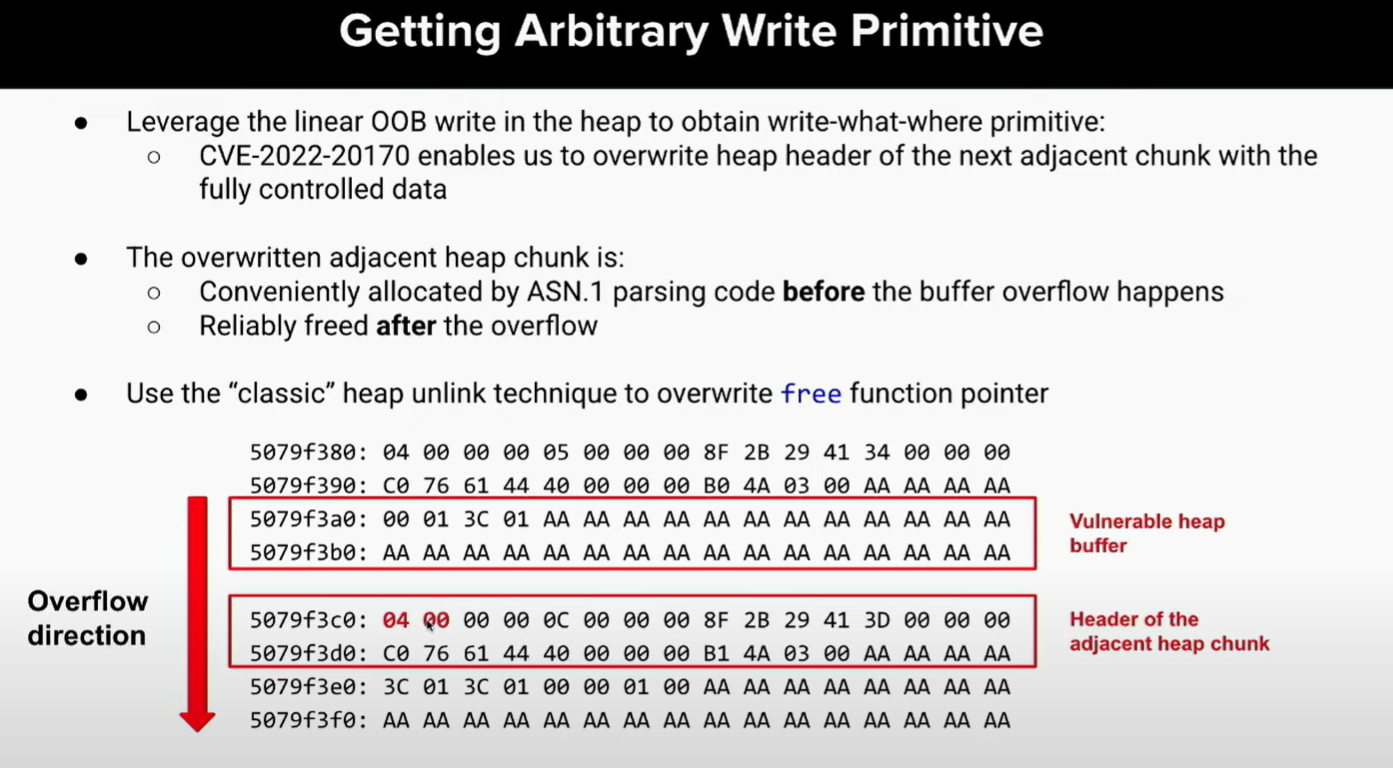 Getting Arbitrary Write Primitive
● Leverage the linear OOB write in the heap to obtain write-what-where primitive:
○ CVE-2022-20170 enables us to overwrite heap header of the next adjacent chunk with the
fully controlled data
● The overwritten adjacent heap chunk is:
○ Conveniently allocated by ASN.1 parsing code before the buffer overflow happens
○ Reliably freed after the overflow
● Use the “classic” heap unlink technique to overwrite free function pointer
5079f380: 04 00 00 00 05 00 00 00 8F 2B 29 41 34 00 00 00
5079f390: C0 76 61 44 40 00 00 00 B0 4A 03 00 AA AA AA AA
5079f3a0: 00 01 3C 01 AA AA AA AA AA AA AA AA AA AA AA AA
5079f3b0: AA AA AA AA AA AA AA AA AA AA AA AA AA AA AA AA
Vulnerable heap
buffer
Overflow
direction
5079f3c0: 04 00 00 00 0C 00 00 00 8F 2B 29 41 3D 00 00 00
5079f3d0: C0 76 61 44 40 00 00 00 B1 4A 03 00 AA AA AA AA
Header of the
adjacent heap chunk
5079f3e0: 3C 01 3C 01 00 00 01 00 AA AA AA AA AA AA AA AA
5079f3f0: AA AA AA AA AA AA AA AA AA AA AA AA AA AA AA AA